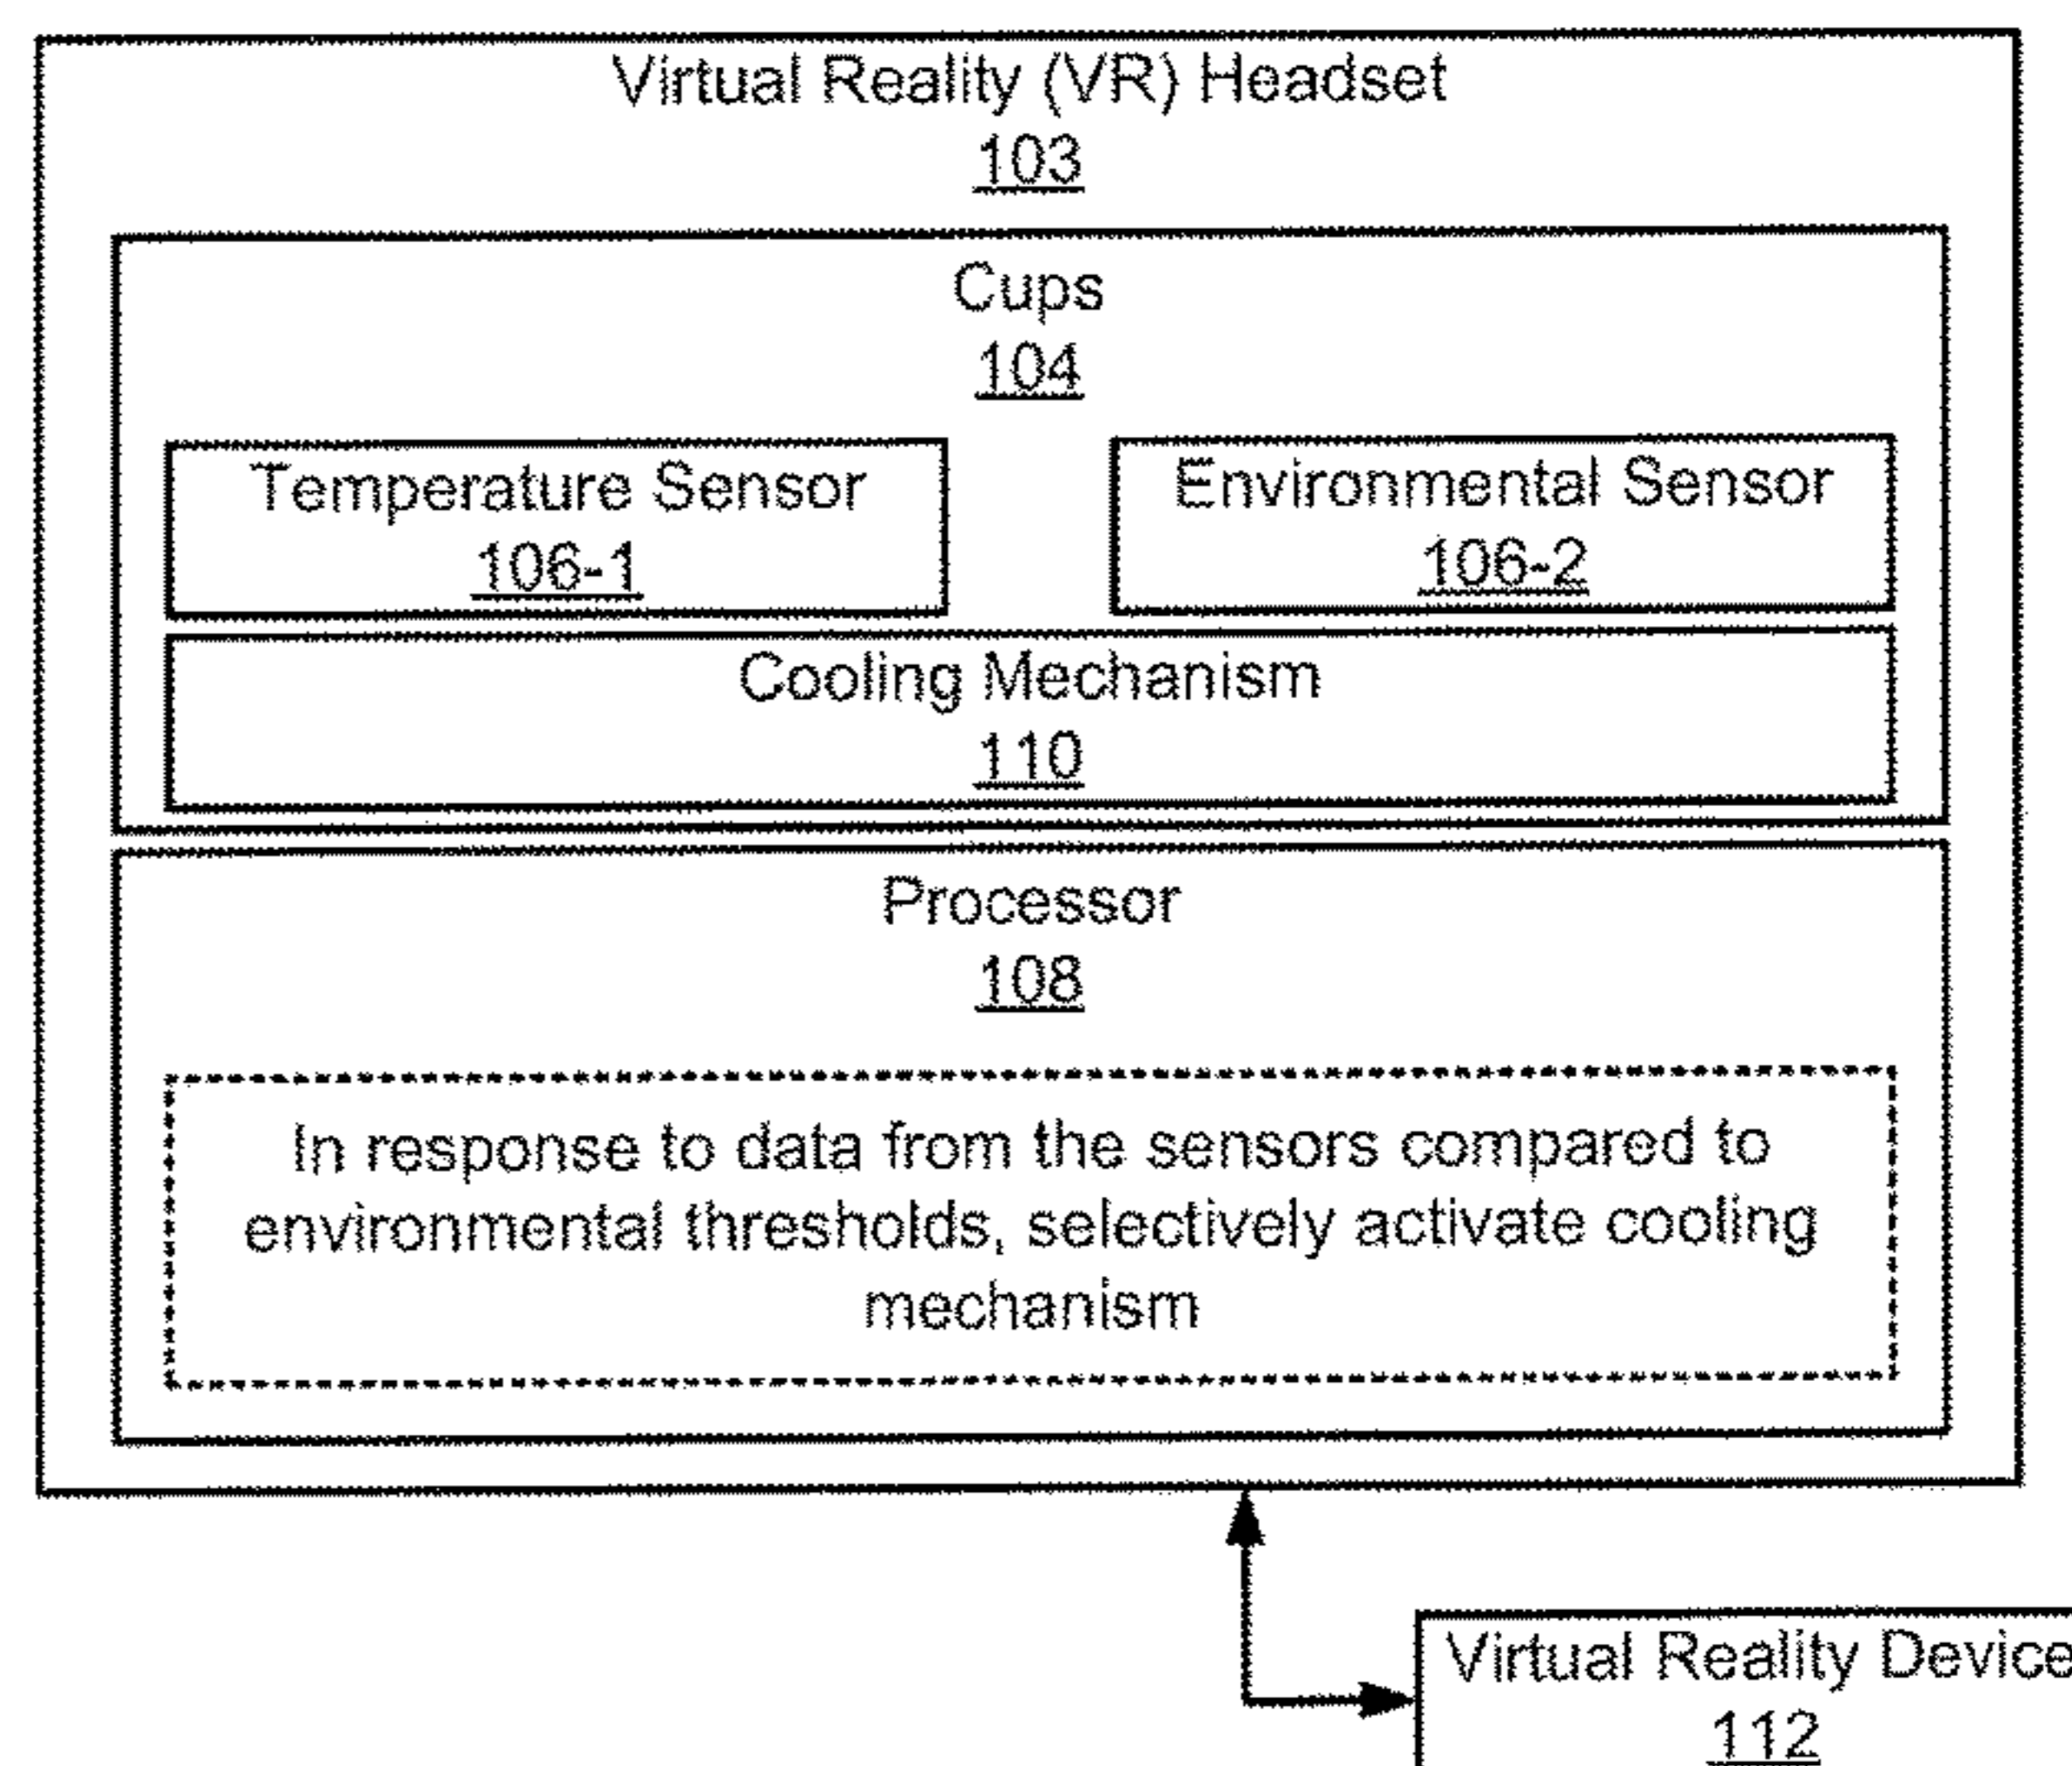 Virtual Reality (VR) Headset
103
Cups
104
Temperature Sensor
106-1
Environmental Sensor
106-2
Cooling Mechanism
110
Processor
108
In response to data from the sensors compared to
environmental thresholds, selectively activate cooling
mechanism
Virtual Reality Device
112